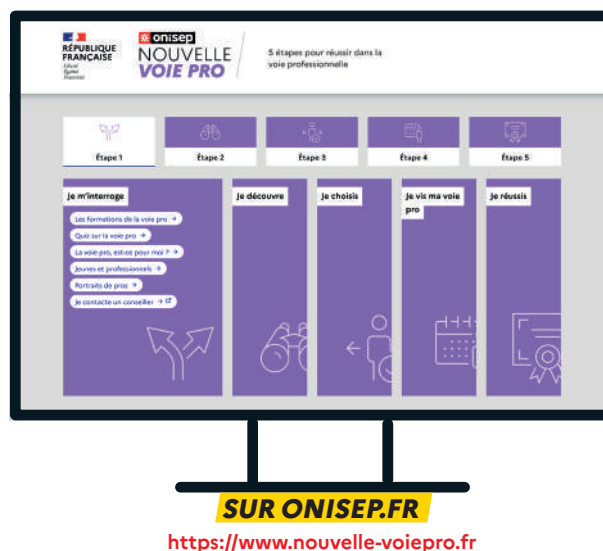 RÉPUBLIQUE
FRANÇAISE
Liberté
Égalité
Fraternité
onisep
NOUVELLE
VOIE PRO
5 étapes pour réussir dans la
voie professionnelle
Étape 1
Étape 2
Étape 3
Étape 4
Étape 5
Je m'interroge
Les formations de la voie pro →
Quiz sur la voie pro →
La voie pro, est-ce pour moi ? →
Jeunes et professionnels →
Portraits de pros →
Je contacte un conseiller →
Je découvre
Je choisis
Je vis ma voie
pro
Je réussis
SUR ONISEP.FR
https://www.nouvelle-voiepro.fr